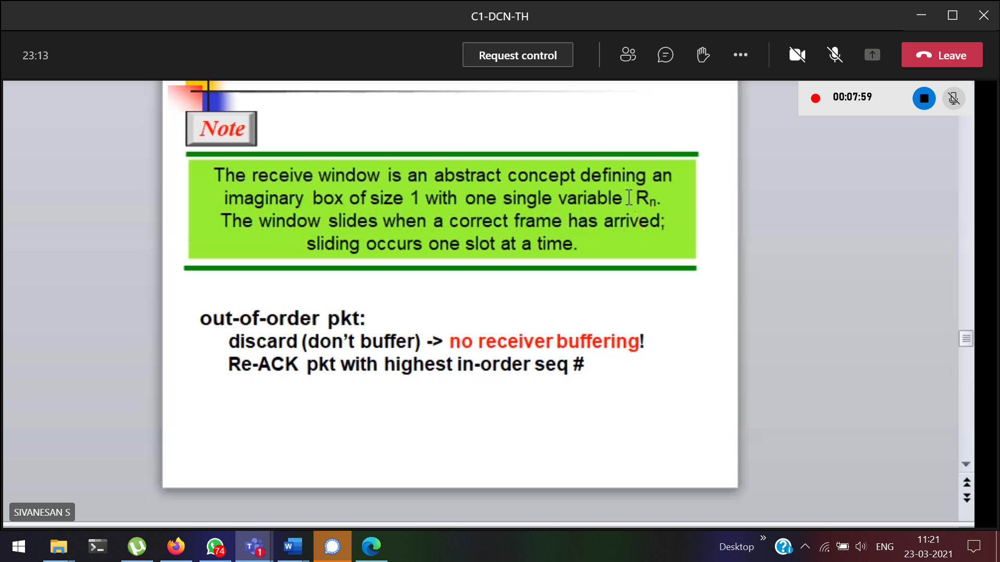 C1-DCN-TH
23:13
Request control
Leave
00:07:59
Note
The receive window is an abstract concept defining an
imaginary box of size 1 with one single variable Rn.
The window slides when a correct frame has arrived;
sliding occurs one slot at a time.
out-of-order pkt:
discard (don’t buffer) -> no receiver buffering!
Re-ACK pkt with highest in-order seq #
SIVANESAN S
74
1
Desktop
ENG
11:21
23-03-2021